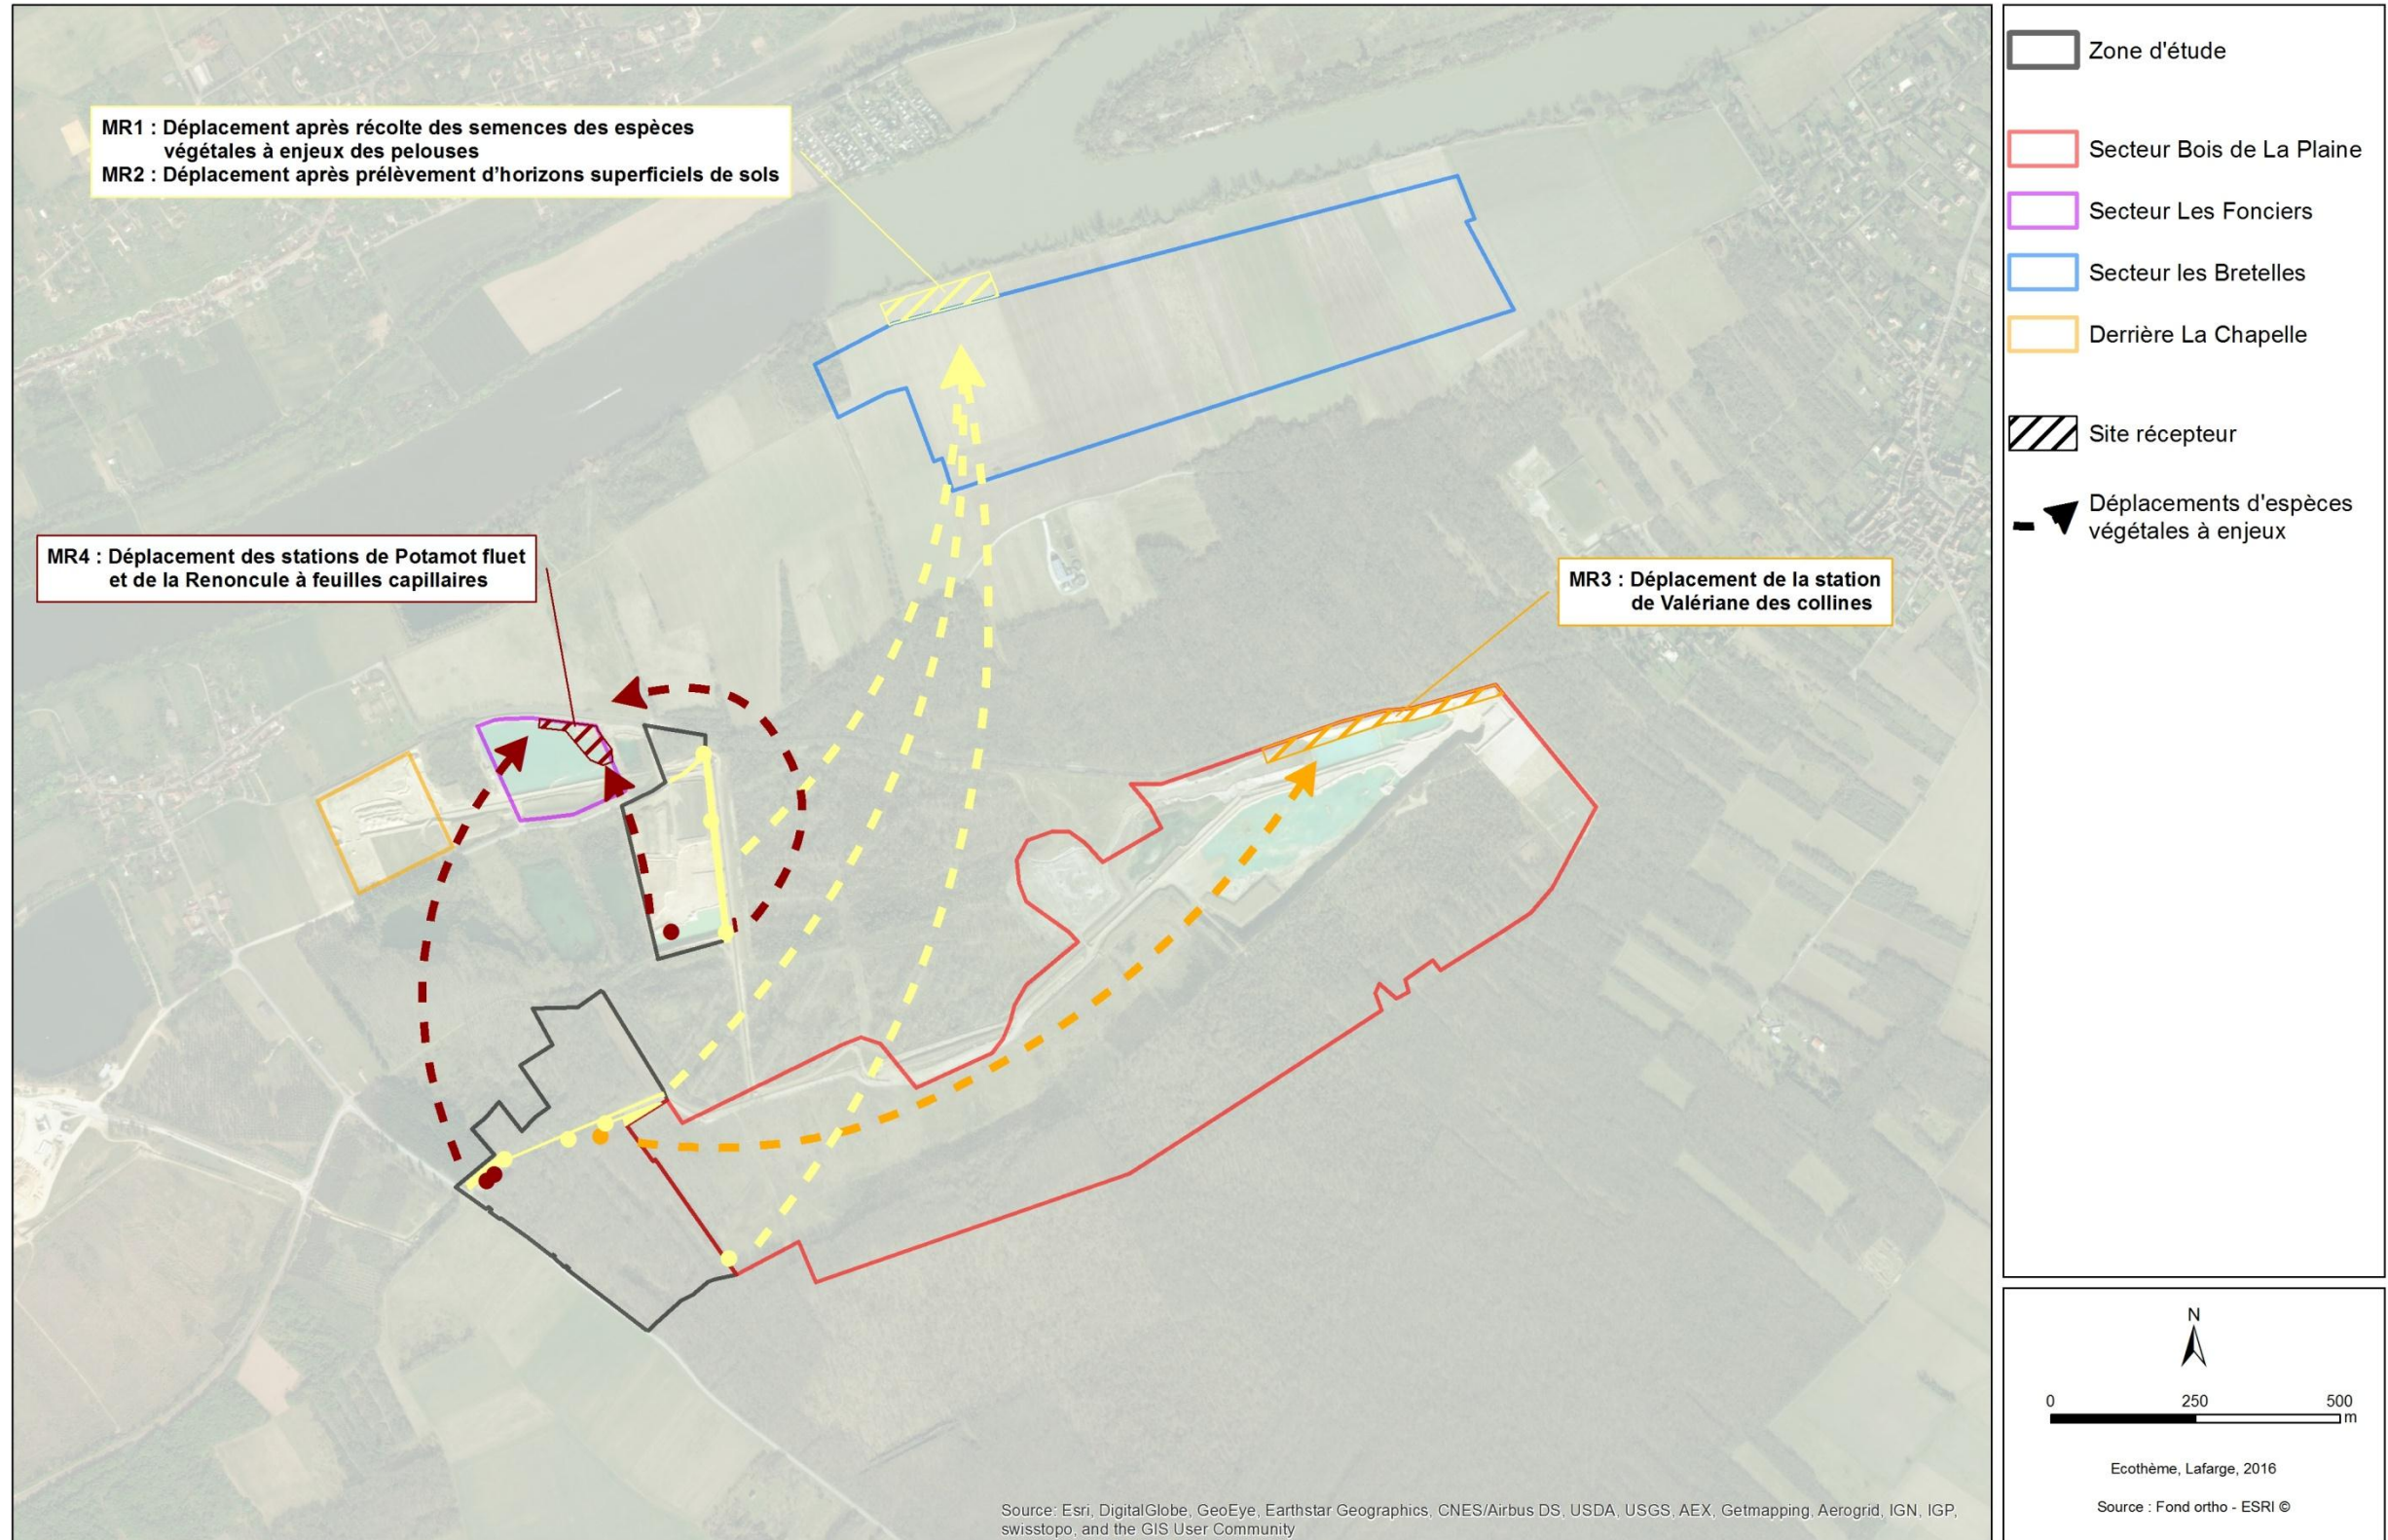 MR1 : Déplacement après récolte des semences des espèces
végétales à enjeux des pelouses
MR2 : Déplacement après prélèvement d’horizons superficiels de sols
MR4 : Déplacement des stations de Potamot fluet
et de la Renoncule à feuilles capillaires
MR3 : Déplacement de la station
de Valériane des collines
Source: Esri, DigitalGlobe, GeoEye, Earthstar Geographics, CNES/Airbus DS, USDA, USGS, AEX, Getmapping, Aerogrid, IGN, IGP,
swisstopo, and the GIS User Community
Zone d'étude
Secteur Bois de La Plaine
Secteur Les Fonciers
Secteur les Bretelles
Derrière La Chapelle
Site récepteur
Déplacements d'espèces
végétales à enjeux
N
0 250 500
m
Ecothème, Lafarge, 2016
Source : Fond ortho - ESRI ©